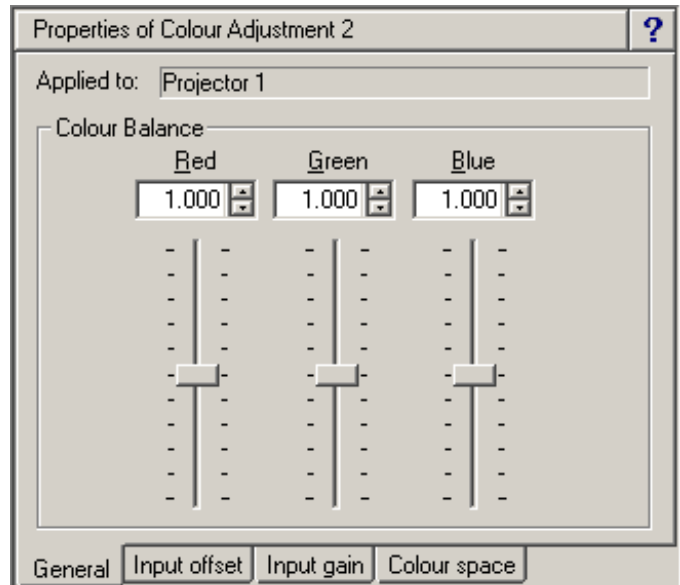 Properties of Colour Adjustment 2 ?
Applied to: Projector 1
Colour Balance
Red Green Blue
1.000 1.000 1.000
General Input offset Input gain Colour space